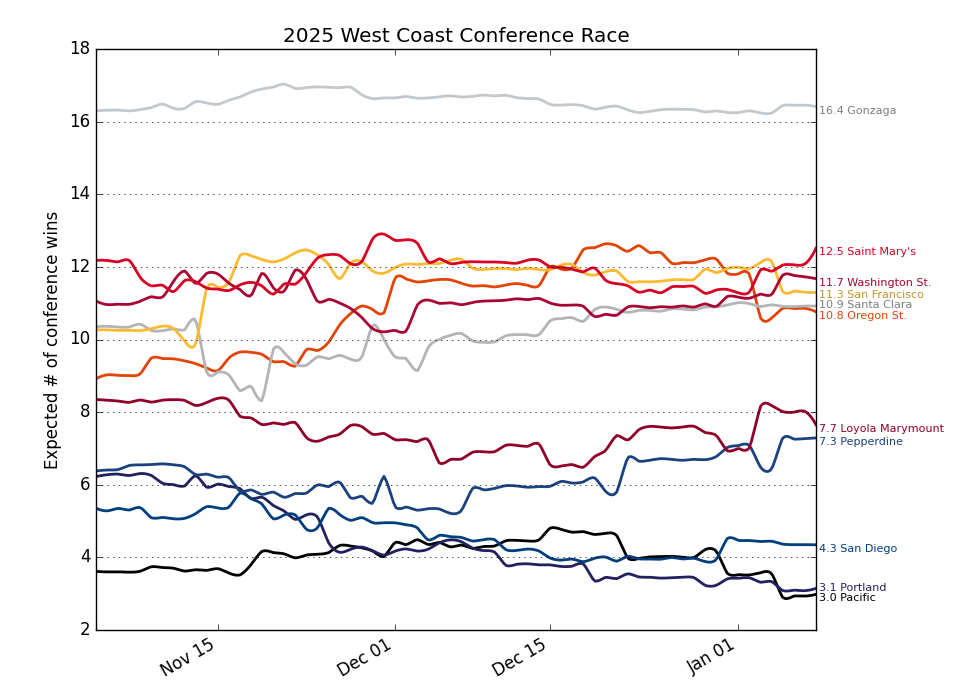 2025 West Coast Conference Race
Expected # of conference wins
18
16
14
12
10
8
6
4
2
16.4 Gonzaga
12.5 Saint Mary's
11.7 Washington St.
11.3 San Francisco
10.9 Santa Clara
10.8 Oregon St.
7.7 Loyola Marymount
7.3 Pepperdine
4.3 San Diego
3.1 Portland
3.0 Pacific
Nov 15
Dec 01
Dec 15
Jan 01